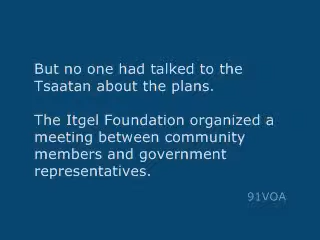 But no one had talked to the
Tsaatan about the plans.
The Itgel Foundation organized a
meeting between community
members and government
representatives.
91VOA